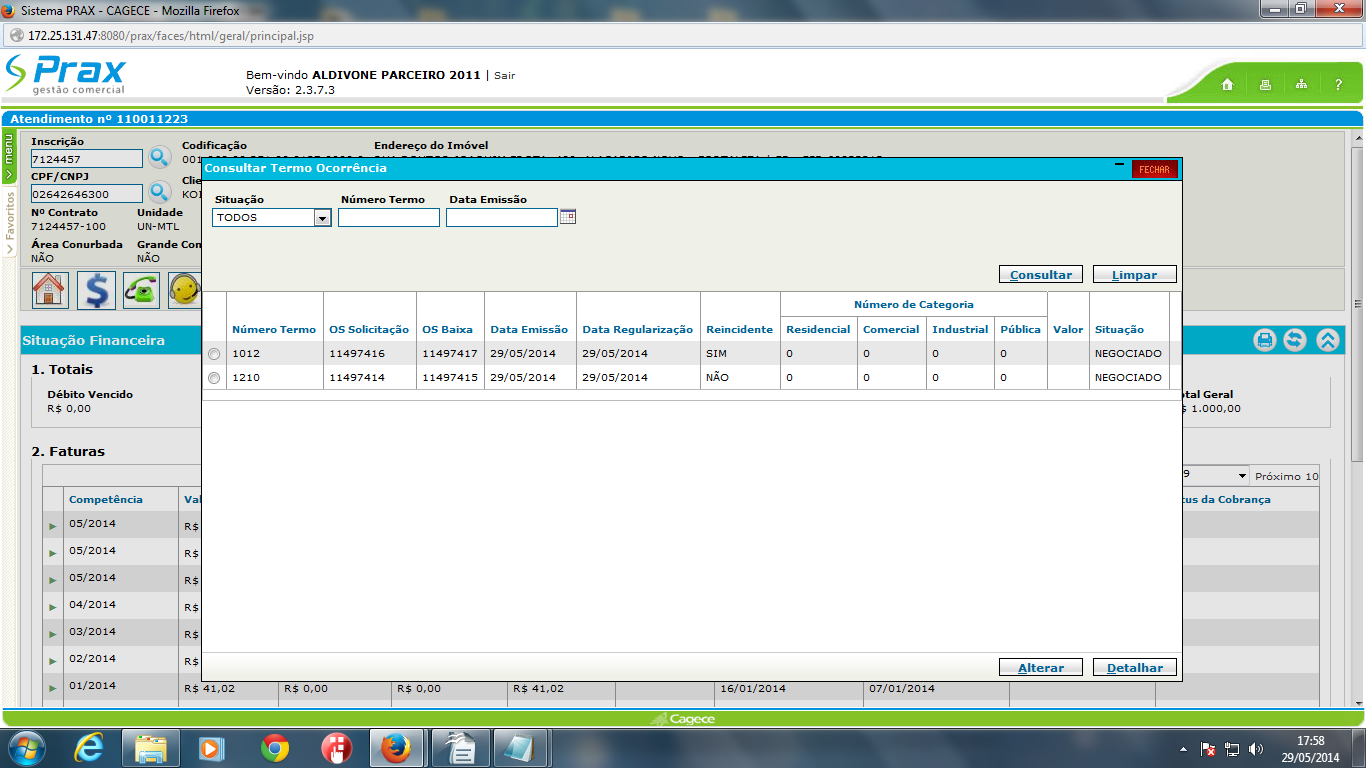 Sistema PRAX - CAGECE - Mozilla Firefox
172.25.131.47:8080/prax/faces/html/geral/principal.jsp
Prax
gestão comercial
Bem-vindo ALDIVONE PARCEIRO 2011 | Sair
Versão: 2.3.7.3
?
Atendimento nº 110011223
menu
Favoritos
Inscrição
Codificação
Endereço do Imóvel
7124457
CPF/CNPJ
02642646300
Nº Contrato
Unidade
7124457-100
UN-MTL
Área Conurbada
NÃO
NÃO
Consultar Termo Ocorrência
FECHAR
Situação
Número Termo
Data Emissão
TODOS
Consultar
Limpar
Número de Categoria
Número Termo OS Solicitação OS Baixa Data Emissão Data Regularização Reincidente Residencial Comercial Industrial Pública Valor Situação
1012 11497416 11497417 29/05/2014 29/05/2014 SIM 0 0 0 0 NEGOCIADO
1210 11497414 11497415 29/05/2014 29/05/2014 NÃO 0 0 0 0 NEGOCIADO
Alterar
Detalhar
Situação Financeira
1. Totais
Débito Vencido
R$ 0,00
Geral
1.000,00
2. Faturas
9
Próximo 10
Competência
da Cobrança
05/2014 R$
05/2014 R$
05/2014 R$
04/2014 R$
03/2014 R$
02/2014 R$
01/2014 R$ 41,02 R$ 0,00 R$ 0,00 R$ 41,02 16/01/2014 07/01/2014
Cagece
17:58
29/05/2014